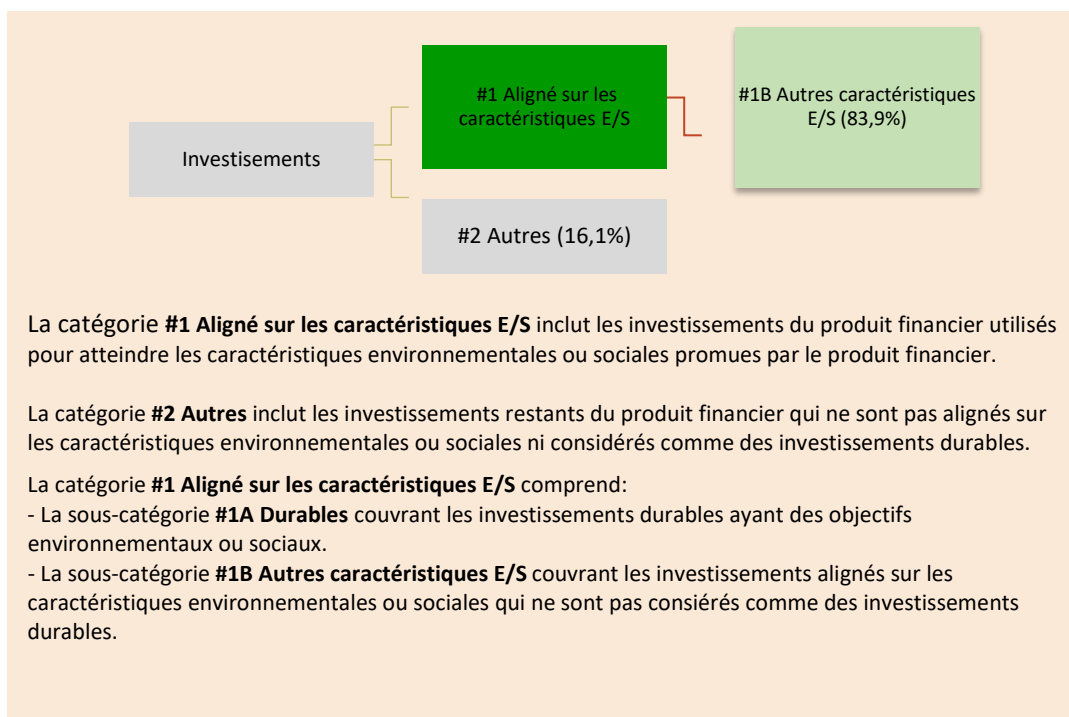 #1 Aligné sur les
caractéristiques E/S
#1B Autres caractéristiques
E/S (83,9%)
Investisements
#2 Autres (16,1%)
La catégorie #1 Aligné sur les caractéristiques E/S inclut les investissements du produit financier utilisés
pour atteindre les caractéristiques environnementales ou sociales promues par le produit financier.
La catégorie #2 Autres inclut les investissements restants du produit financier qui ne sont pas alignés sur
les caractéristiques environnementales ou sociales ni considérés comme des investissements durables.
La catégorie #1 Aligné sur les caractéristiques E/S comprend:
- La sous-catégorie #1A Durables couvrant les investissements durables ayant des objectifs
environnementaux ou sociaux.
- La sous-catégorie #1B Autres caractéristiques E/S couvrant les investissements alignés sur les
caractéristiques environnementales ou sociales qui ne sont pas consiérés comme des investissements
durables.